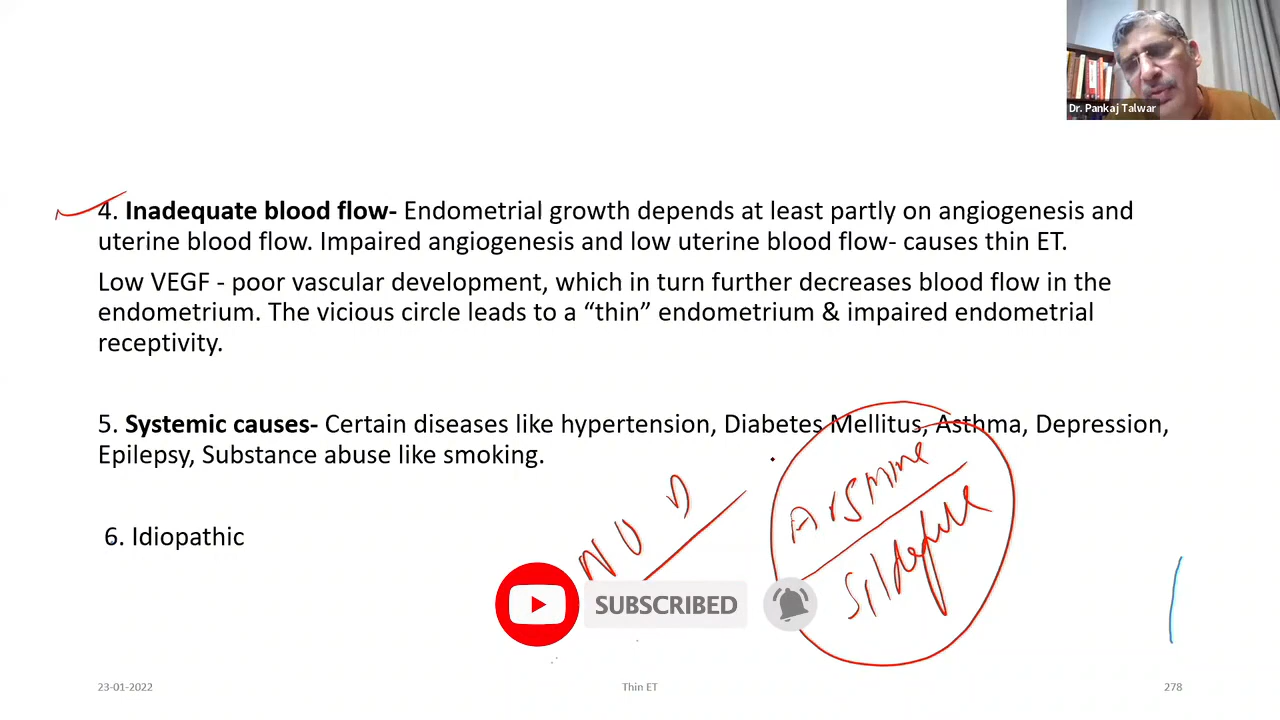 Dr. Pankaj Talwar
4. Inadequate blood flow- Endometrial growth depends at least partly on angiogenesis and
uterine blood flow. Impaired angiogenesis and low uterine blood flow- causes thin ET.
Low VEGF - poor vascular development, which in turn further decreases blood flow in the
endometrium. The vicious circle leads to a “thin” endometrium & impaired endometrial
receptivity.
5. Systemic causes- Certain diseases like hypertension, Diabetes Mellitus, Asthma, Depression,
Epilepsy, Substance abuse like smoking.
6. Idiopathic
SUBSCRIBED
23-01-2022
Thin ET
278